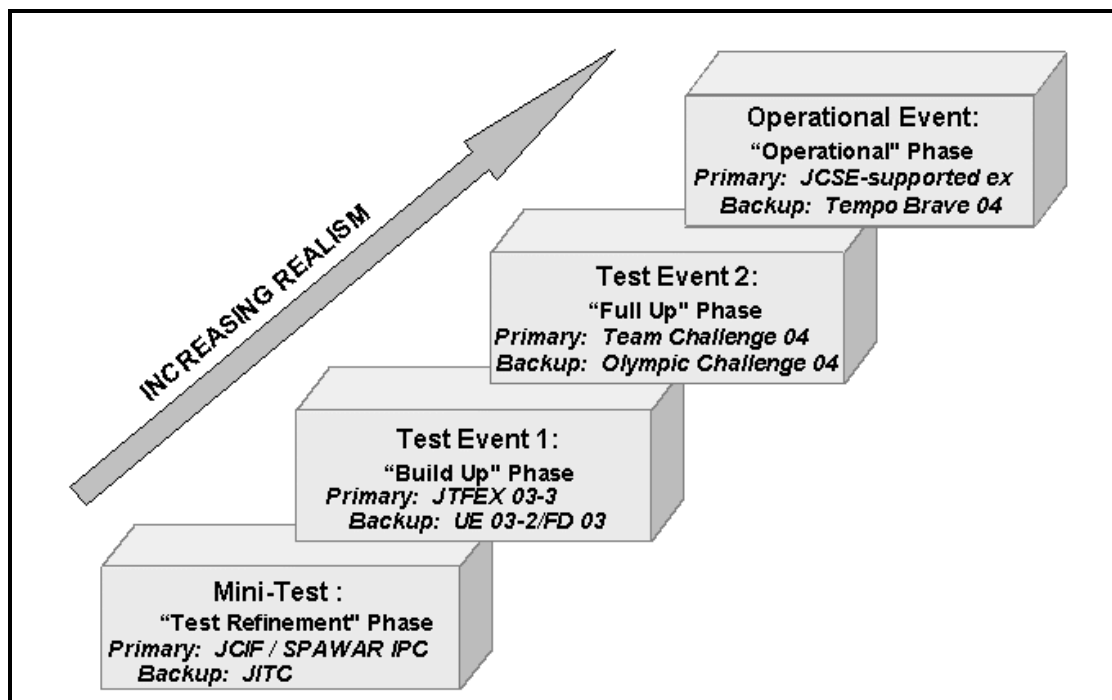 INCREASING REALISM
Operational Event:
“Operational" Phase
Primary: JCSE-supported ex
Backup: Tempo Brave 04
Test Event 2:
“Full Up" Phase
Primary: Team Challenge 04
Backup: Olympic Challenge 04
Test Event 1:
“Build Up" Phase
Primary: JTFEX 03-3
Backup: UE 03-2/FD 03
Mini-Test :
“Test Refinement" Phase
Primary: JCIF / SPAWAR IPC
Backup: JITC